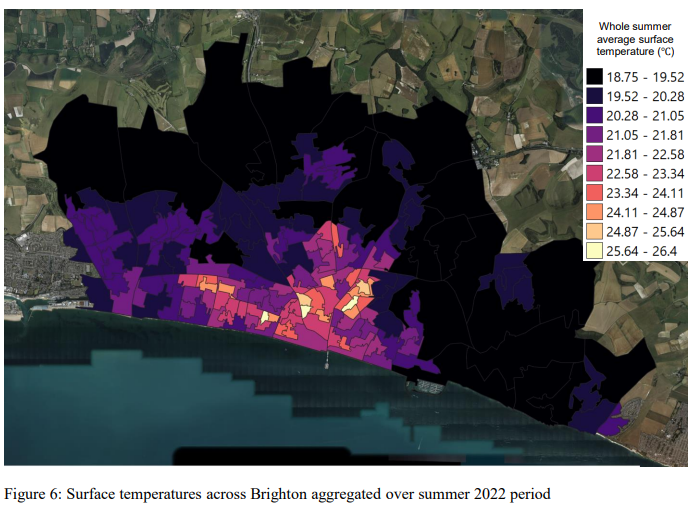 Whole summer
average surface
temperature (℃)
18.75 - 19.52
19.52 - 20.28
20.28 - 21.05
21.05 - 21.81
21.81 - 22.58
22.58 - 23.34
23.34 - 24.11
24.11 - 24.87
24.87 - 25.64
25.64 - 26.4
Figure 6: Surface temperatures across Brighton aggregated over summer 2022 period